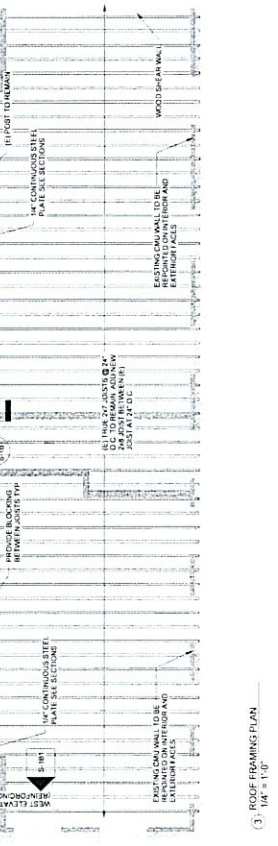 (E) POST TO REMAIN
WOOD SHEAR WALL
1/4" CONTINUOUS STEEL
PLATE SEE SECTIONS
EXISTING CMU WALL TO BE
REPOINTED ON INTERIOR AND
EXTERIOR FACES
(E) TRUE 2x7 JOISTS @ 24"
O.C. TO REMAIN. ADD NEW
2x8 JOIST BETWEEN (E)
JOIST AT 24" O.C.
PROVIDE BLOCKING
BETWEEN JOISTS TYP
1/4" CONTINUOUS STEEL
PLATE SEE SECTIONS
EXISTING CMU WALL TO BE
REPOINTED ON INTERIOR AND
EXTERIOR FACES
WEST ELEVAT
(REINFORCING
3 ROOF FRAMING PLAN
1/4" = 1'-0"